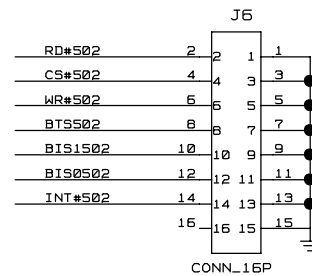 J6
RD#502 2 2 1 1
CS#502 4 4 3 3
WR#502 6 6 5 5
BTS502 8 8 7 7
BIS1502 10 10 9 9
BIS0502 12 12 11 11
INT#502 14 14 13 13
16 16 15 15
CONN_16P